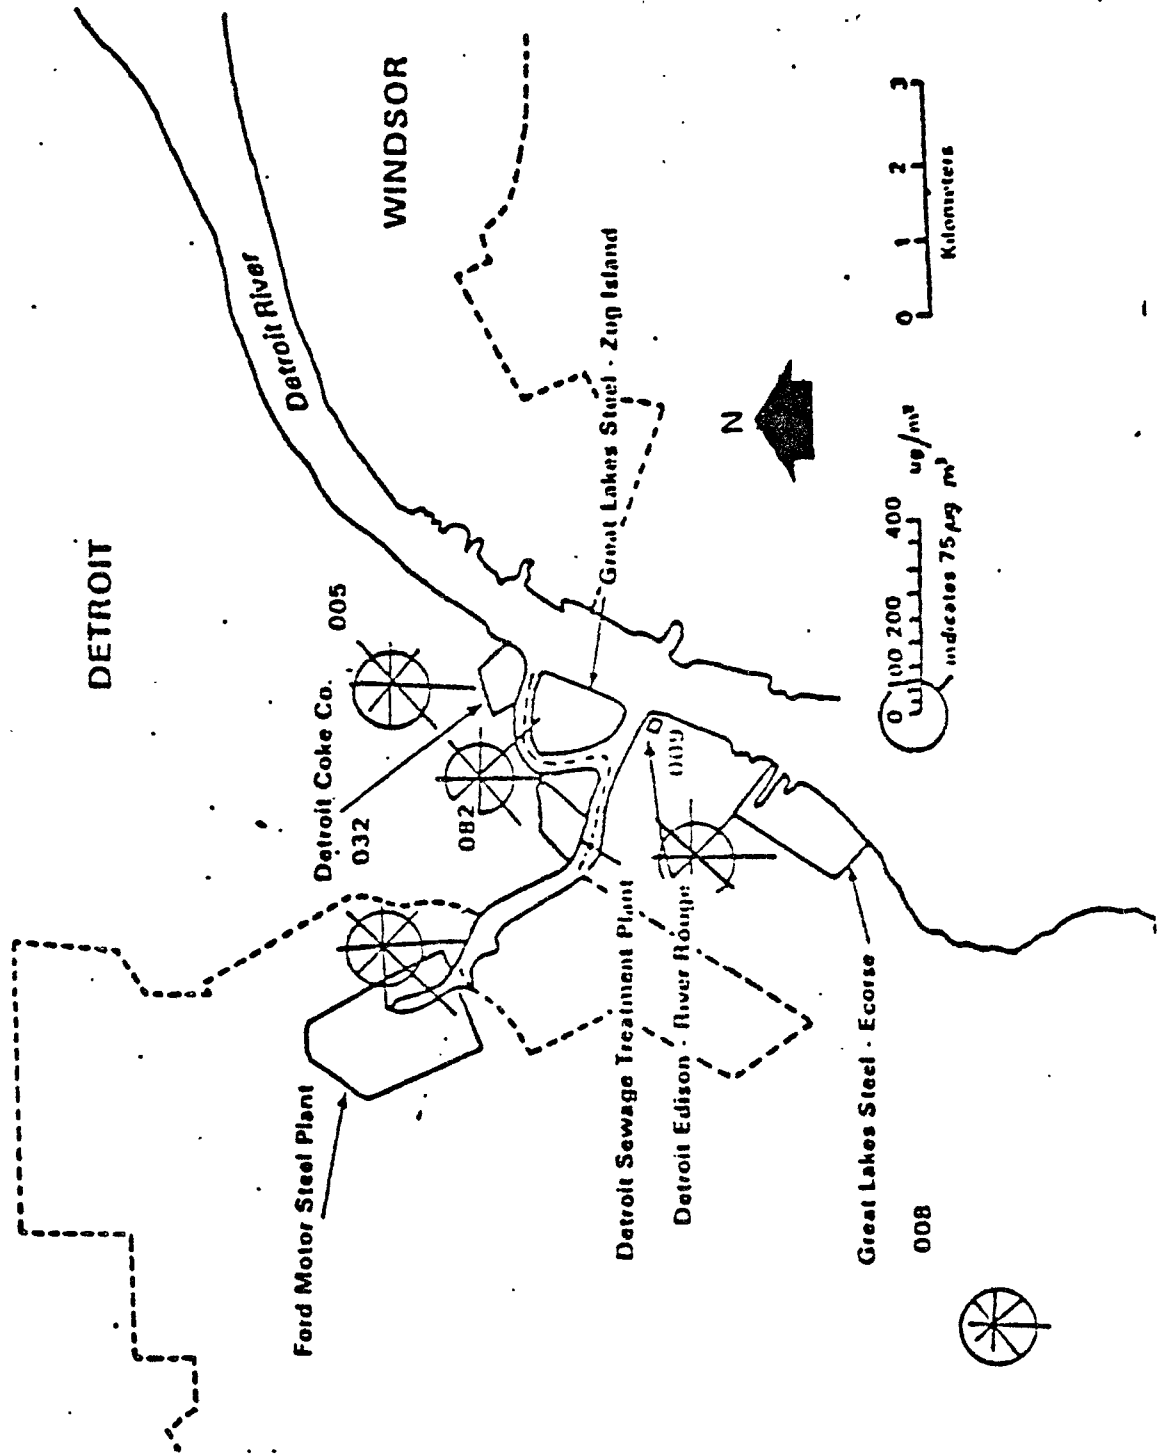 DETROIT
WINDSOR
Detroit River
005
Detroit Coke Co.
032
082
Ford Motor Steel Plant
Great Lakes Steel - Zug Island
009
Detroit Sewage Treatment Plant
Detroit Edison - River Rouge
Great Lakes Steel - Ecorse
008
N
0 100 200 400 ug/m³
indicates 75 µg m³
0 1 2 3
Kilometers